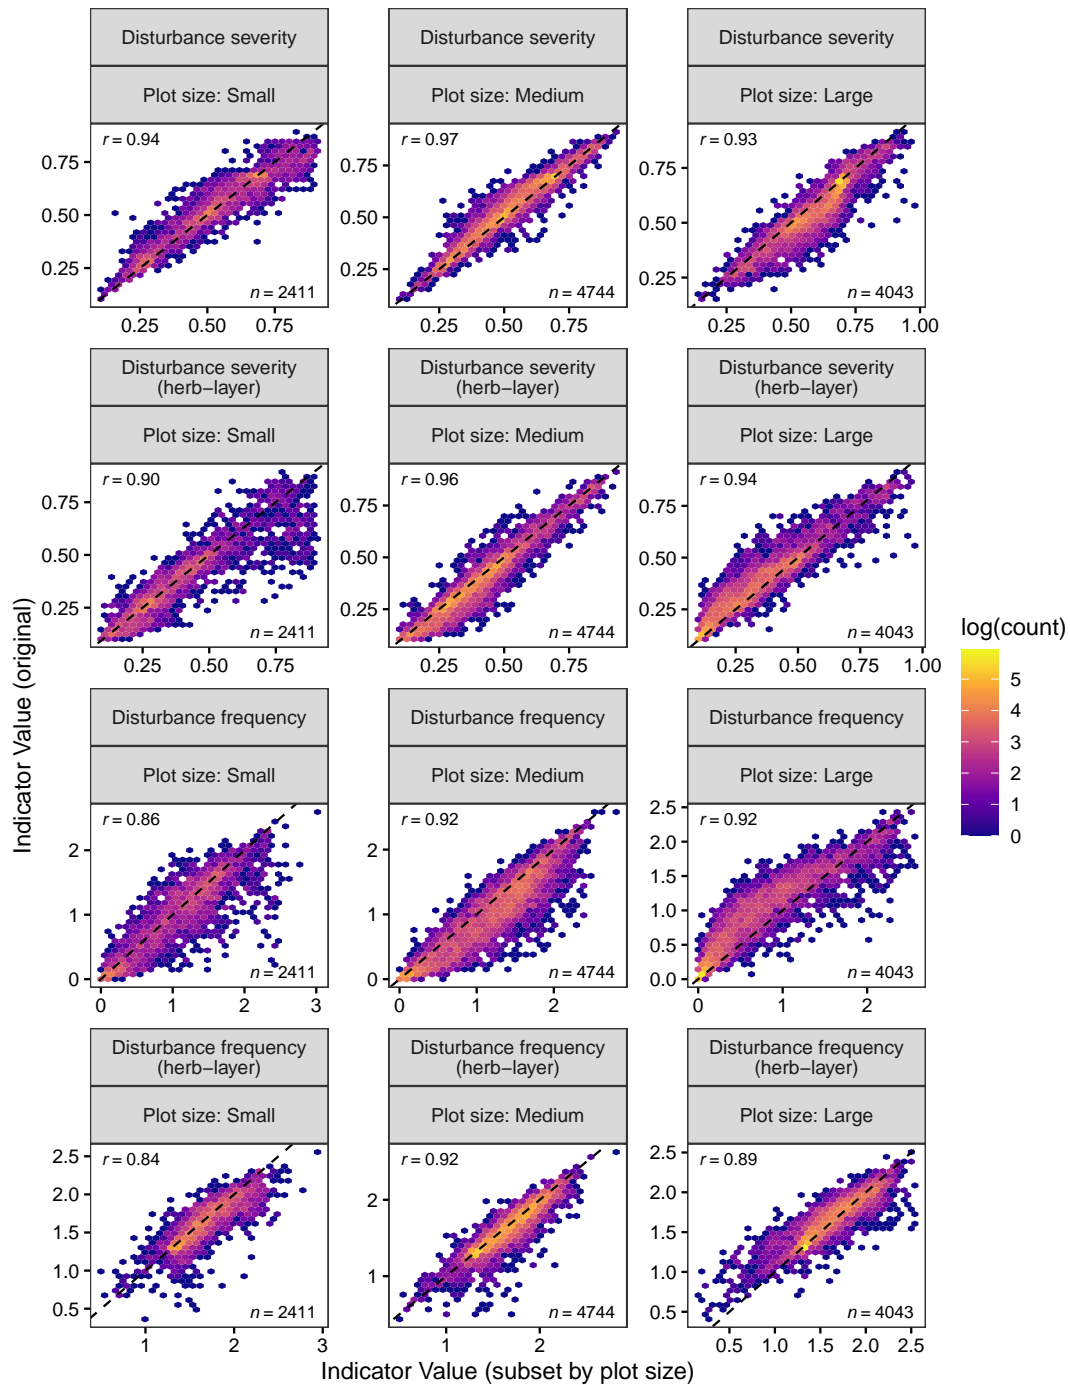 Disturbance severity
Disturbance severity
Disturbance severity
Plot size: Small
Plot size: Medium
Plot size: Large
r = 0.94
r = 0.97
r = 0.93
0.75
0.50
0.25
0.75
0.50
0.25
0.75
0.50
0.25
n = 2411
n = 4744
n = 4043
0.25 0.50 0.75
0.25 0.50 0.75
0.25 0.50 0.75 1.00
Disturbance severity
(herb−layer)
Disturbance severity
(herb−layer)
Disturbance severity
(herb−layer)
Plot size: Small
Plot size: Medium
Plot size: Large
r = 0.90
r = 0.96
r = 0.94
0.75
0.50
0.25
0.75
0.50
0.25
0.75
0.50
0.25
n = 2411
n = 4744
n = 4043
0.25 0.50 0.75
0.25 0.50 0.75
0.25 0.50 0.75 1.00
Disturbance frequency
Disturbance frequency
Disturbance frequency
Plot size: Small
Plot size: Medium
Plot size: Large
r = 0.86
r = 0.92
r = 0.92
2
1
0
2
1
0
2.5
2.0
1.5
1.0
0.5
0.0
n = 2411
n = 4744
n = 4043
0 1 2 3
0 1 2
0 1 2
Disturbance frequency
(herb−layer)
Disturbance frequency
(herb−layer)
Disturbance frequency
(herb−layer)
Plot size: Small
Plot size: Medium
Plot size: Large
r = 0.84
r = 0.92
r = 0.89
2.5
2.0
1.5
1.0
0.5
2
1
2.5
2.0
1.5
1.0
0.5
n = 2411
n = 4744
n = 4043
1 2 3
1 2
0.5 1.0 1.5 2.0 2.5
Indicator Value (subset by plot size)
Indicator Value (original)
log(count)
5
4
3
2
1
0